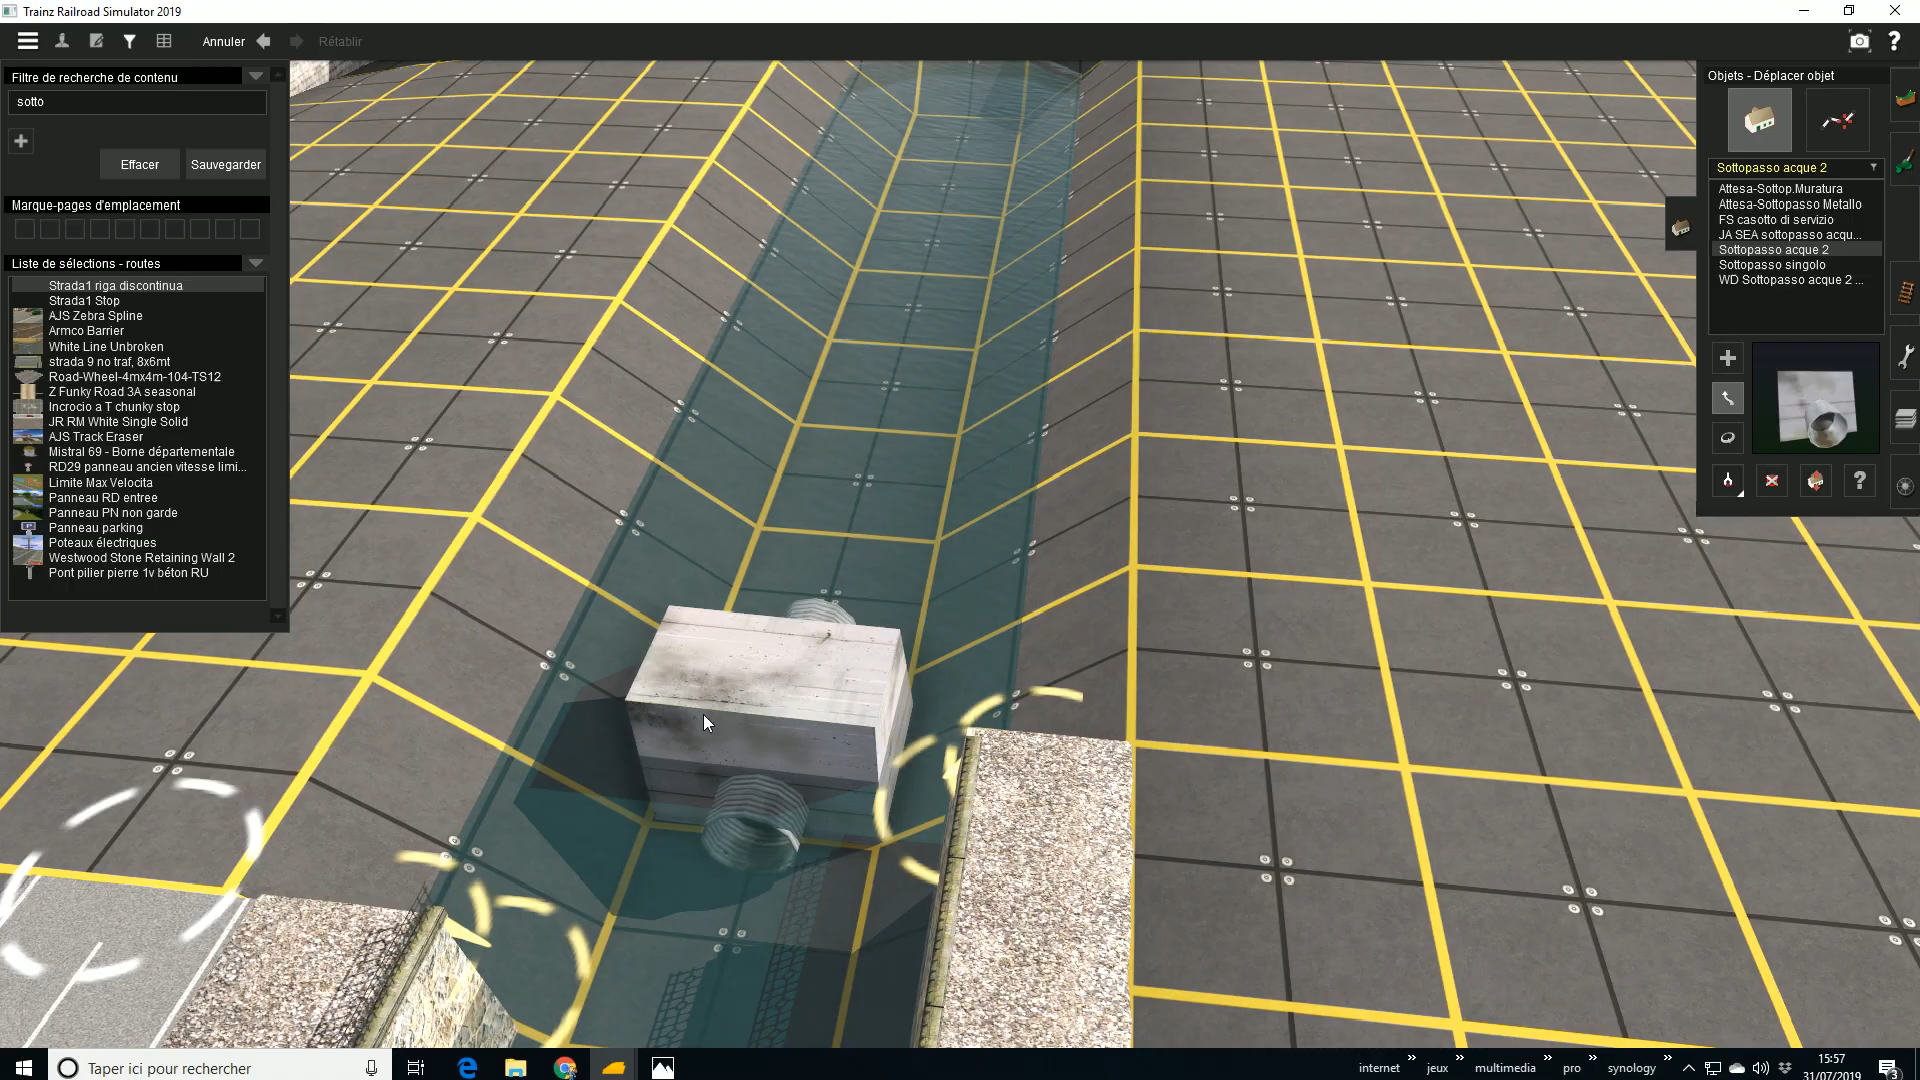 Trainz Railroad Simulator 2019
Annuler
Rétablir
Filtre de recherche de contenu
sotto
Effacer
Sauvegarder
Marque-pages d'emplacement
Liste de sélections - routes
Strada1 riga discontinua
Strada1 Stop
AJS Zebra Spline
Armco Barrier
White Line Unbroken
strada 9 no traf, 8x6mt
Road-Wheel-4mx4m-104-TS12
Z Funky Road 3A seasonal
Incrocio a T chunky stop
JR RM White Single Solid
AJS Track Eraser
Mistral 69 - Borne départementale
RD29 panneau ancien vitesse limi...
Limite Max Velocita
Panneau RD entree
Panneau PN non garde
Panneau parking
Poteaux électriques
Westwood Stone Retaining Wall 2
Pont pilier pierre 1v béton RU
Objets - Déplacer objet
Sottopasso acque 2
Attesa-Sottop.Muratura
Attesa-Sottopasso Metallo
FS casotto di servizio
JA SEA sottopasso acqu...
Sottopasso acque 2
Sottopasso singolo
WD Sottopasso acque 2 ...
Taper ici pour rechercher
internet
jeux
multimedia
pro
synology
15:57
31/07/2019
3